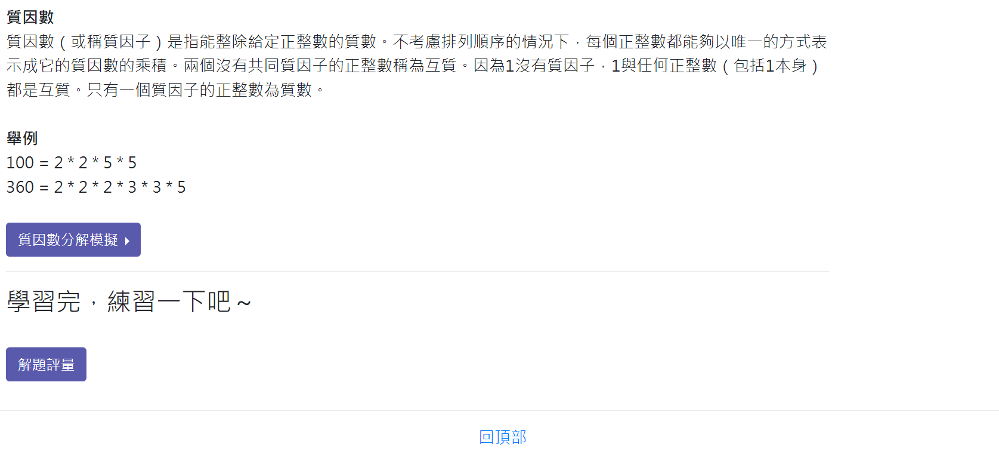 質因數
質因數（或稱質因子）是指能整除給定正整數的質數。不考慮排列順序的情況下，每個正整數都能夠以唯一的方式表
示成它的質因數的乘積。兩個沒有共同質因子的正整數稱為互質。因為1沒有質因子，1與任何正整數（包括1本身）
都是互質。只有一個質因子的正整數為質數。
舉例
100 = 2 * 2 * 5 * 5
360 = 2 * 2 * 2 * 3 * 3 * 5
質因數分解模擬
學習完，練習一下吧～
解題評量
回頂部